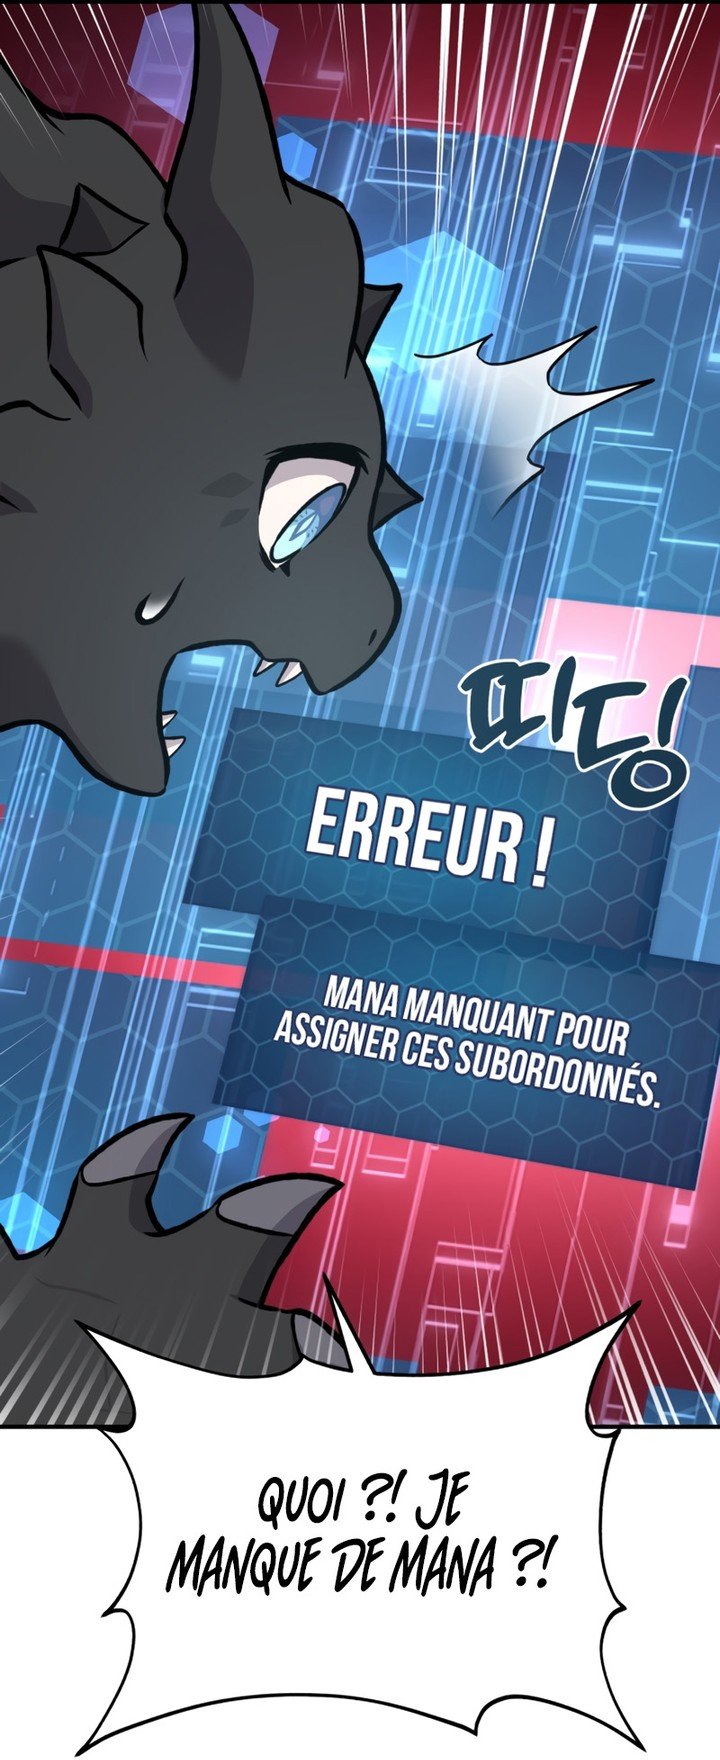 띠딩
ERREUR !
MANA MANQUANT POUR
ASSIGNER CES SUBORDONNÉS.
QUOI ?! JE
MANQUE DE MANA ?!